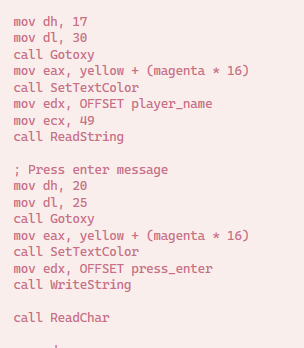 mov dh, 17
mov dl, 30
call Gotoxy
mov eax, yellow + (magenta * 16)
call SetTextColor
mov edx, OFFSET player_name
mov ecx, 49
call ReadString
; Press enter message
mov dh, 20
mov dl, 25
call Gotoxy
mov eax, yellow + (magenta * 16)
call SetTextColor
mov edx, OFFSET press_enter
call WriteString
call ReadChar